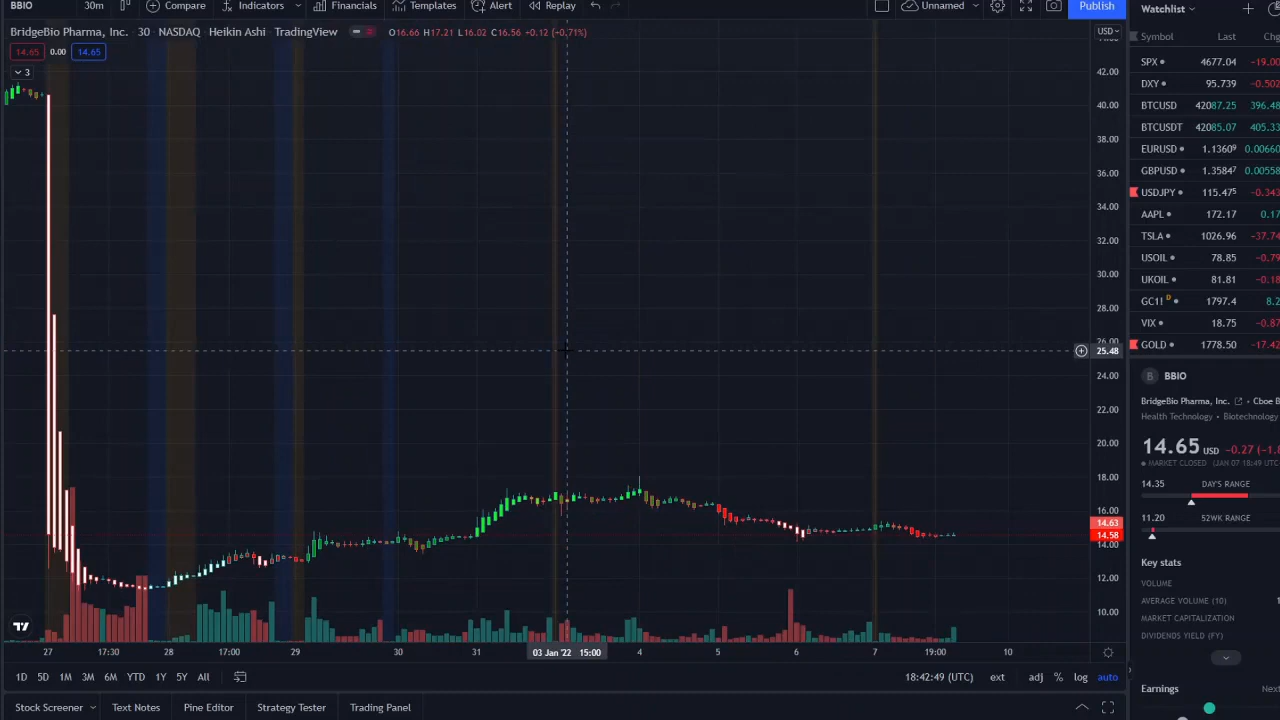 BBIO 30m Compare Indicators Financials Templates Alert Replay Unnamed Publish
BridgeBio Pharma, Inc. 30 NASDAQ Heikin Ashi TradingView O16.66 H17.21 L16.02 C16.56 +0.12 (+0.71%)
14.65 0.00 14.65
3
USD
42.00
40.00
38.00
36.00
34.00
32.00
30.00
28.00
26.00
25.48
24.00
22.00
20.00
18.00
16.00
14.63
14.58
14.00
12.00
10.00
27 17:30 28 17:00 29 30 31 03 Jan '22 15:00 4 5 6 7 19:00 10
1D 5D 1M 3M 6M YTD 1Y 5Y All 18:42:49 (UTC) ext adj % log auto
Stock Screener Text Notes Pine Editor Strategy Tester Trading Panel
Watchlist
Symbol Last Chg
SPX 4677.04 -19.00
DXY 95.739 -0.502
BTCUSD 42087.25 396.48
BTCUSDT 42085.07 405.33
EURUSD 1.13609 0.00660
GBPUSD 1.35847 0.00558
USDJPY 115.475 -0.343
AAPL 172.17 0.17
TSLA 1026.96 -37.74
USOIL 78.85 -0.79
UKOIL 81.81 -0.18
GC1! D 1797.4 8.2
VIX 18.75 -0.87
GOLD 1778.50 -17.42
B BBIO
BridgeBio Pharma, Inc. Cboe B
Health Technology • Biotechnology
14.65 USD -0.27 (-1.8
MARKET CLOSED (JAN 07 18:49 UTC)
14.35 DAY'S RANGE
11.20 52WK RANGE
Key stats
VOLUME
AVERAGE VOLUME (10)
MARKET CAPITALIZATION
DIVIDENDS YIELD (FY)
Earnings Next